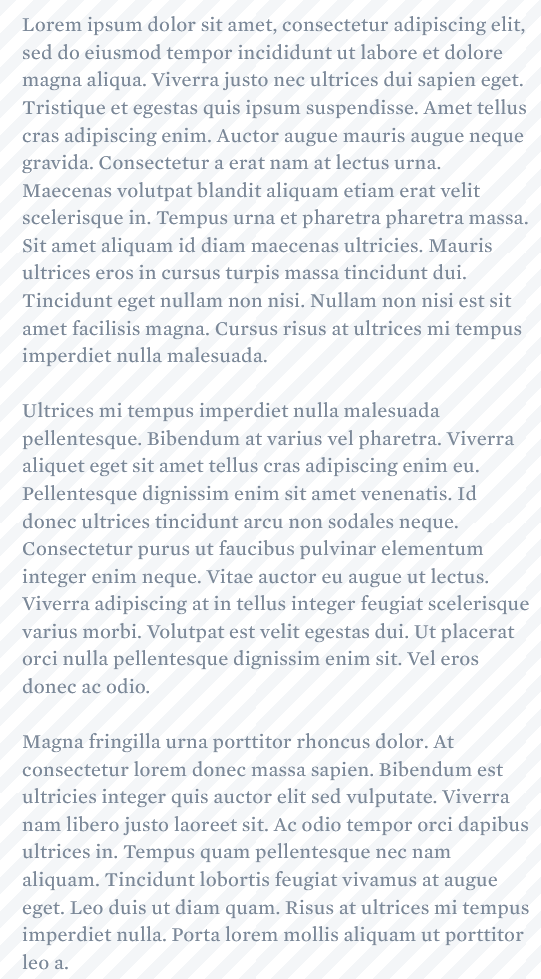 Lorem ipsum dolor sit amet, consectetur adipiscing elit,
sed do eiusmod tempor incididunt ut labore et dolore
magna aliqua. Viverra justo nec ultrices dui sapien eget.
Tristique et egestas quis ipsum suspendisse. Amet tellus
cras adipiscing enim. Auctor augue mauris augue neque
gravida. Consectetur a erat nam at lectus urna.
Maecenas volutpat blandit aliquam etiam erat velit
scelerisque in. Tempus urna et pharetra pharetra massa.
Sit amet aliquam id diam maecenas ultricies. Mauris
ultrices eros in cursus turpis massa tincidunt dui.
Tincidunt eget nullam non nisi. Nullam non nisi est sit
amet facilisis magna. Cursus risus at ultrices mi tempus
imperdiet nulla malesuada.
Ultrices mi tempus imperdiet nulla malesuada
pellentesque. Bibendum at varius vel pharetra. Viverra
aliquet eget sit amet tellus cras adipiscing enim eu.
Pellentesque dignissim enim sit amet venenatis. Id
donec ultrices tincidunt arcu non sodales neque.
Consectetur purus ut faucibus pulvinar elementum
integer enim neque. Vitae auctor eu augue ut lectus.
Viverra adipiscing at in tellus integer feugiat scelerisque
varius morbi. Volutpat est velit egestas dui. Ut placerat
orci nulla pellentesque dignissim enim sit. Vel eros
donec ac odio.
Magna fringilla urna porttitor rhoncus dolor. At
consectetur lorem donec massa sapien. Bibendum est
ultricies integer quis auctor elit sed vulputate. Viverra
nam libero justo laoreet sit. Ac odio tempor orci dapibus
ultrices in. Tempus quam pellentesque nec nam
aliquam. Tincidunt lobortis feugiat vivamus at augue
eget. Leo duis ut diam quam. Risus at ultrices mi tempus
imperdiet nulla. Porta lorem mollis aliquam ut porttitor
leo a.